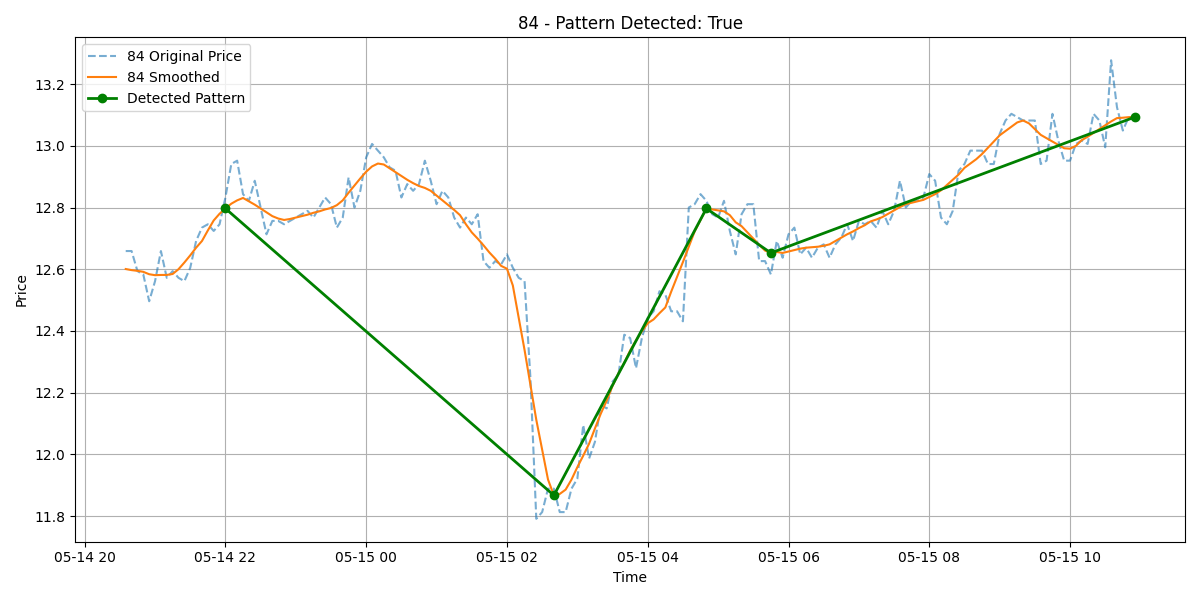 84 - Pattern Detected: True
84 Original Price
84 Smoothed
Detected Pattern
Price
13.2
13.0
12.8
12.6
12.4
12.2
12.0
11.8
05-14 20 05-14 22 05-15 00 05-15 02 05-15 04 05-15 06 05-15 08 05-15 10
Time